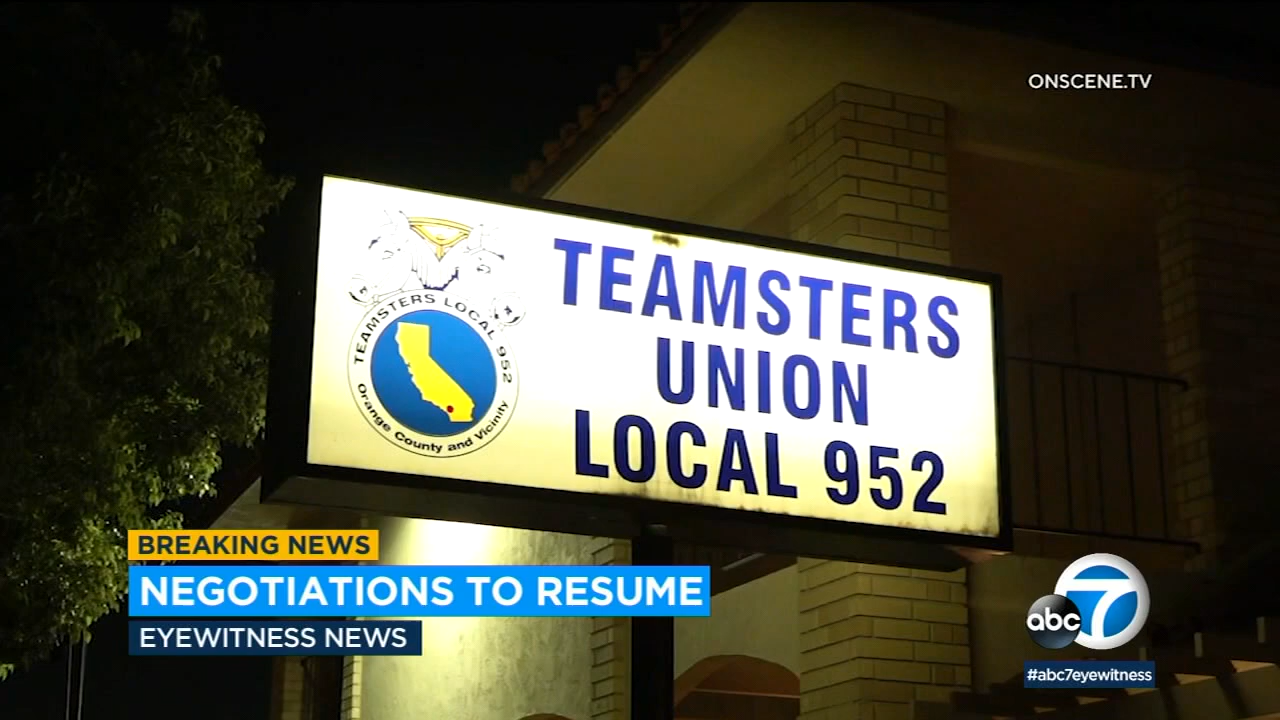 ONSCENE.TV
TEAMSTERS LOCAL 952
Orange County and Vicinity
TEAMSTERS
UNION
LOCAL 952
BREAKING NEWS
NEGOTIATIONS TO RESUME
EYEWITNESS NEWS
abc 7
#abc7eyewitness